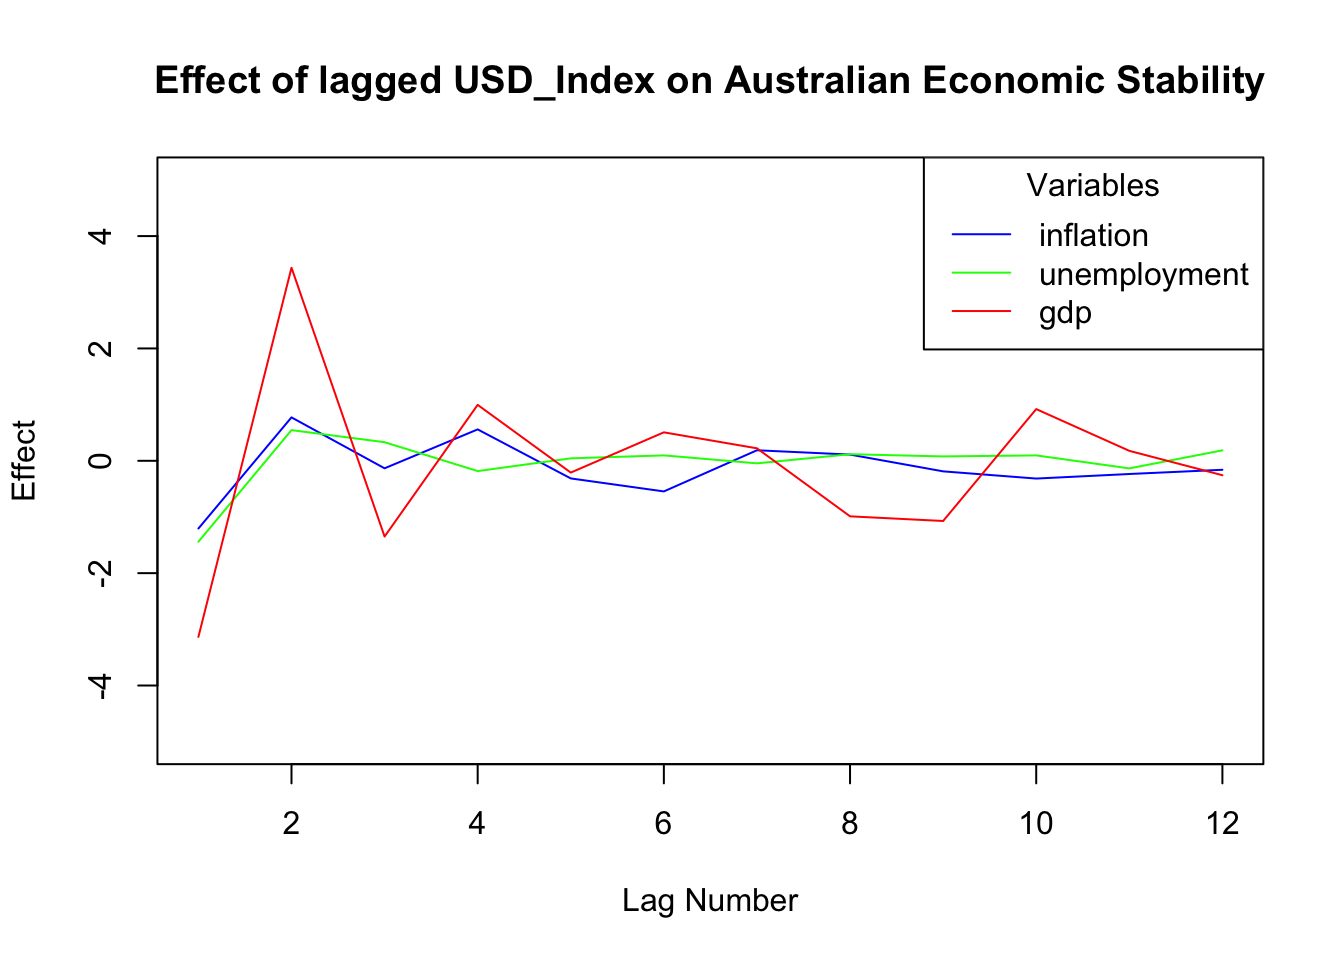 Effect of lagged USD_Index on Australian Economic Stability
Variables
inflation
unemployment
gdp
4
2
0
-2
-4
Effect
2 4 6 8 10 12
Lag Number